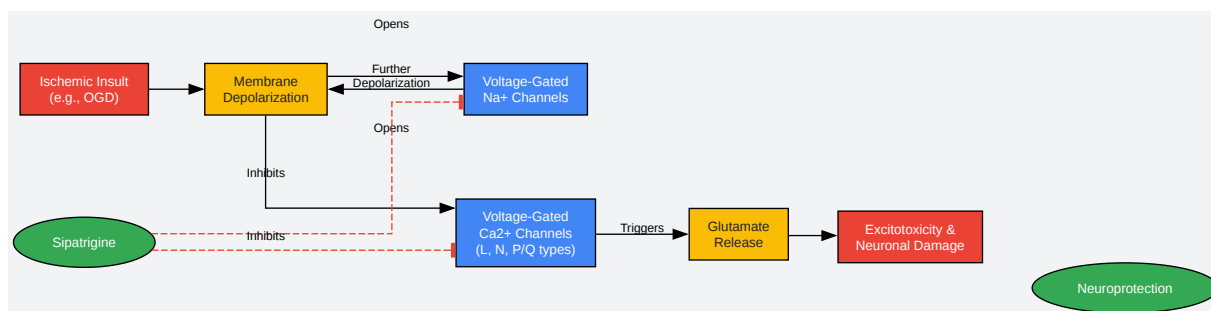 Opens
Ischemic Insult
(e.g., OGD)
Membrane
Depolarization
Further
Depolarization
Voltage-Gated
Na+ Channels
Opens
Inhibits
Sipatrigine
Inhibits
Voltage-Gated
Ca2+ Channels
(L, N, P/Q types)
Triggers
Glutamate
Release
Excitotoxicity &
Neuronal Damage
Neuroprotection